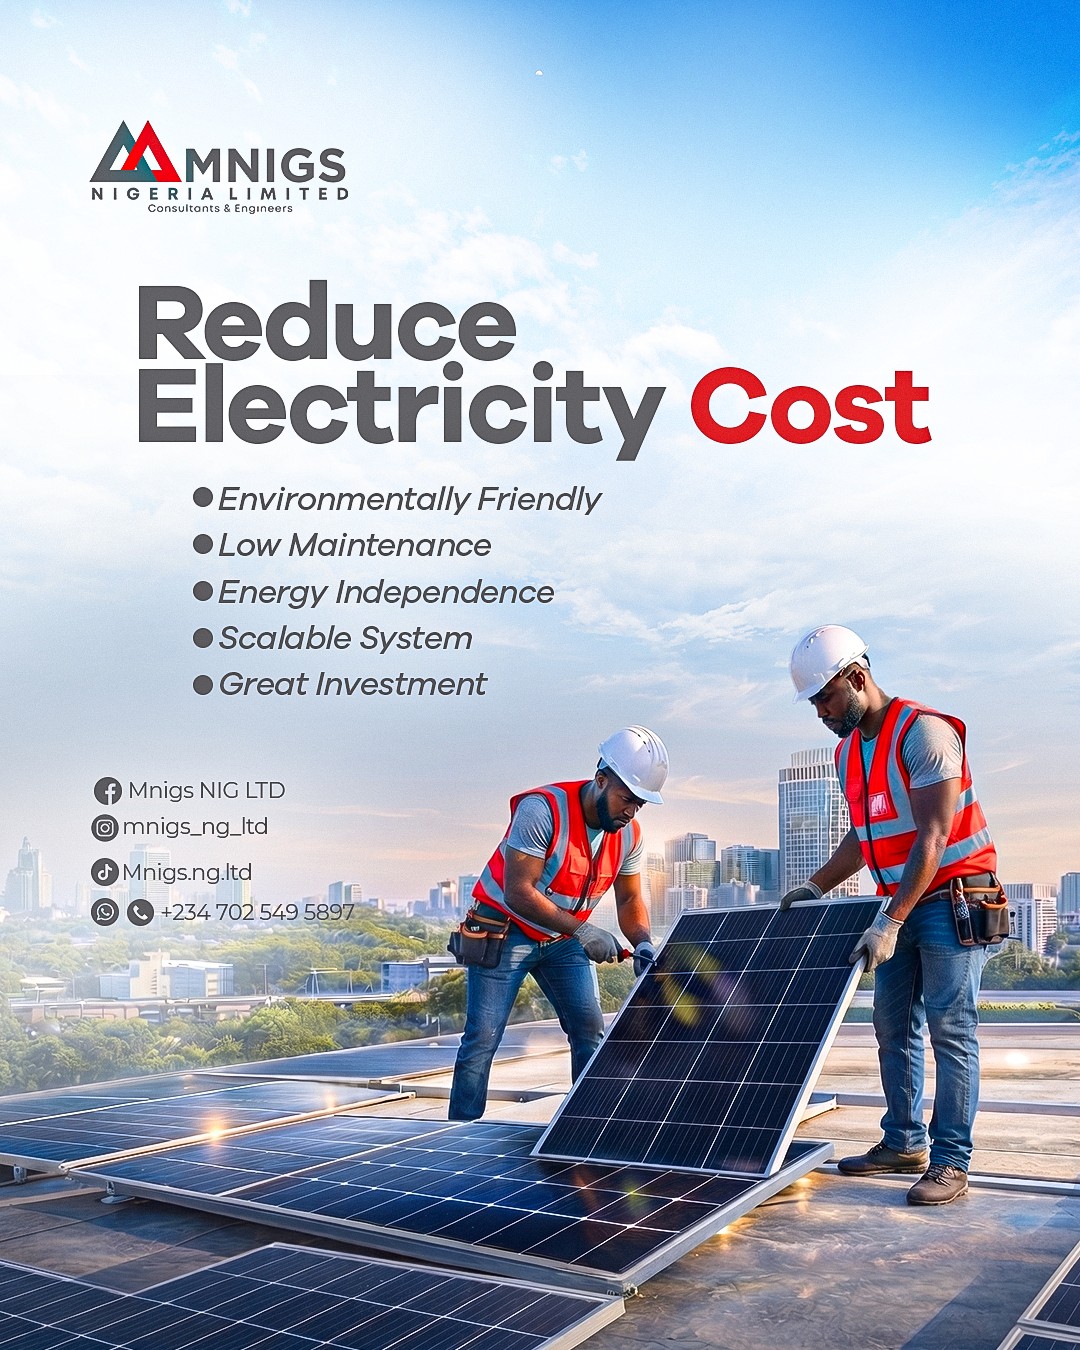 MNIGS
NIGERIA LIMITED
Consultants & Engineers
Reduce
Electricity Cost
Environmentally Friendly
Low Maintenance
Energy Independence
Scalable System
Great Investment
Mnigs NIG LTD
mnigs_ng_ltd
Mnigs.ng.ltd
+234 702 549 5897